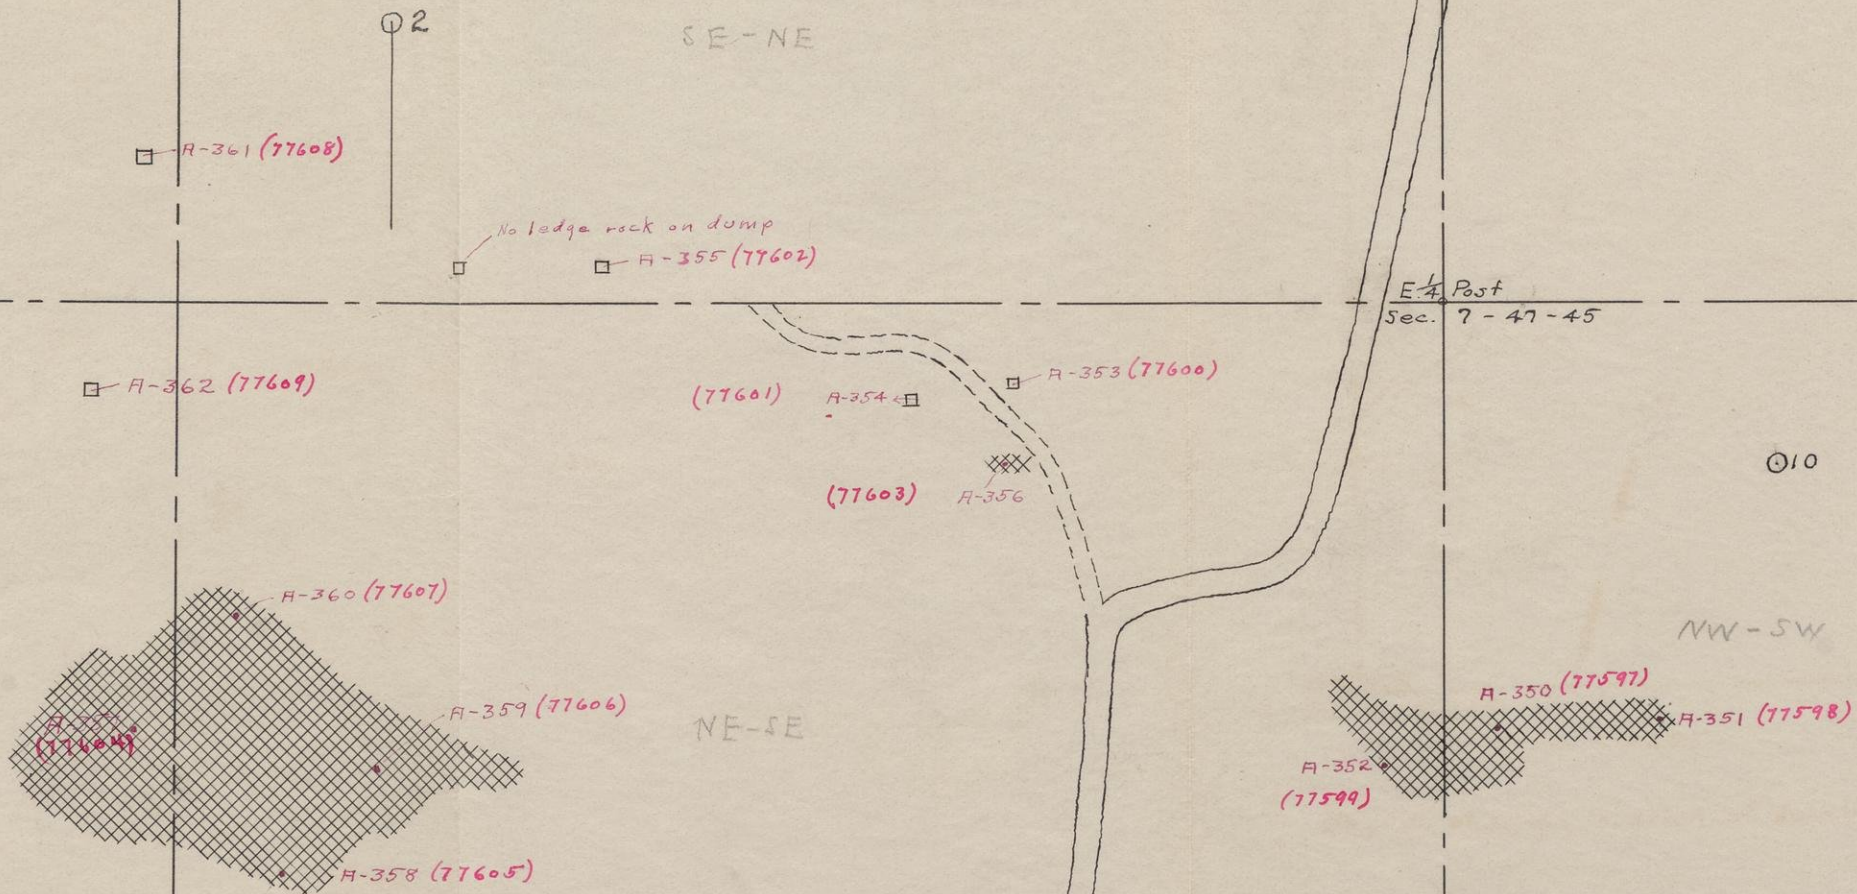 2
SE-NE
A-361 (77608)
No ledge rock on dump
A-355 (77602)
E 1/4 Post
Sec. 7-47-45
A-362 (77609)
A-353 (77600)
(77601) A-354
10
(77603) A-356
A-360 (77607)
NW-SW
A-350 (77597)
A-359 (77606)
A-351 (77598)
NE-SE
(77604)
A-352
(77599)
A-358 (77605)